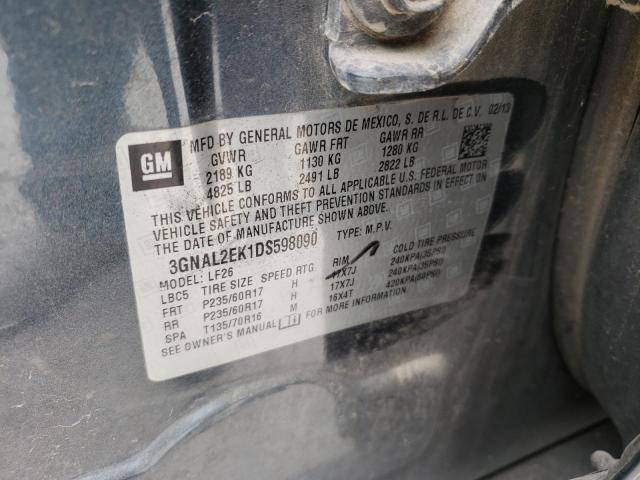 GM
MFD BY GENERAL MOTORS DE MEXICO, S. DE R.L. DE C.V. 02/13
GVWR GAWR FRT GAWR RR
2189 KG 1130 KG 1280 KG
4825 LB 2491 LB 2822 LB
THIS VEHICLE CONFORMS TO ALL APPLICABLE U.S. FEDERAL MOTOR
VEHICLE SAFETY AND THEFT PREVENTION STANDARDS IN EFFECT ON
THE DATE OF MANUFACTURE SHOWN ABOVE.
3GNAL2EK1DS598090 TYPE: M.P.V.
MODEL: LF26
LBC5 TIRE SIZE SPEED RTG RIM COLD TIRE PRESSURE
FRT P235/60R17 H 17X7J 240KPA(35PSI)
RR P235/60R17 H 17X7J 240KPA(35PSI)
SPA T135/70R16 M 16X4T 420KPA(60PSI)
SEE OWNER'S MANUAL FOR MORE INFORMATION.